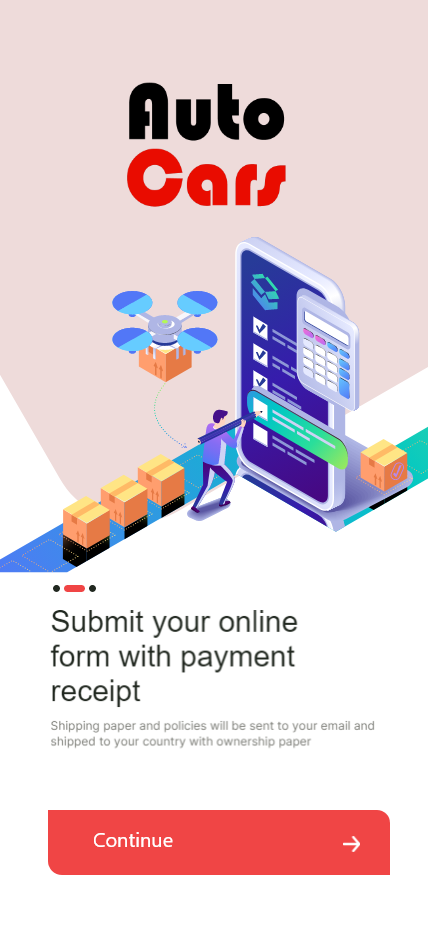 Auto
Cars
Submit your online
form with payment
receipt
Shipping paper and policies will be sent to your email and
shipped to your country with ownership paper
Continue